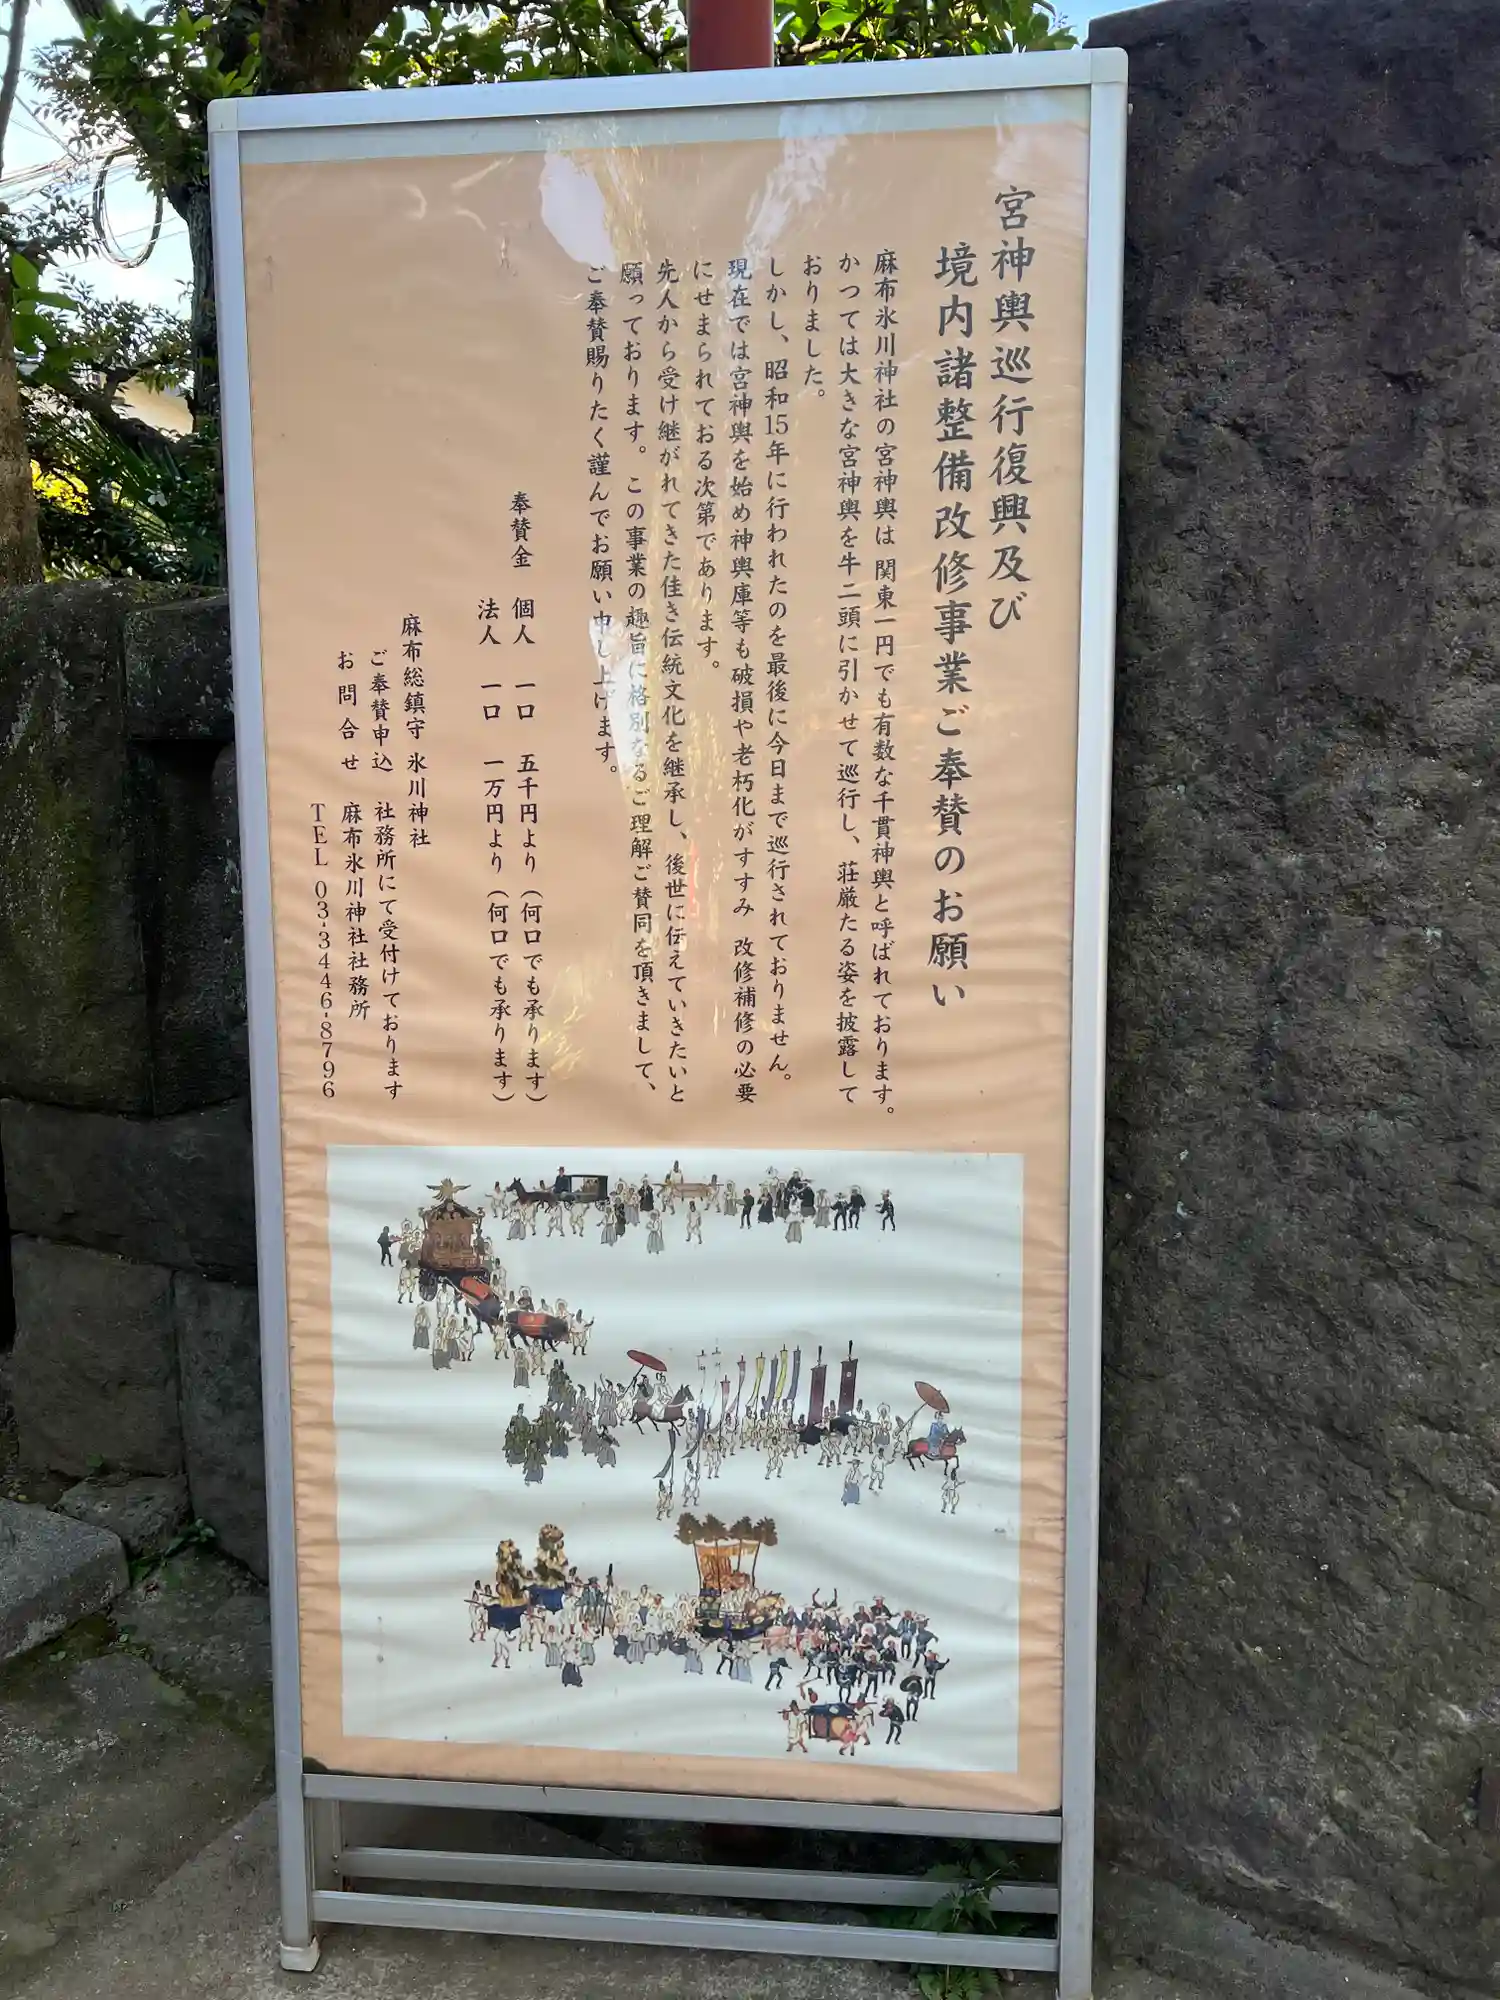 宮神輿巡行復興及び
境内諸整備改修事業ご奉賛のお願い
麻布氷川神社の宮神輿は 関東一円でも有数な千貫神輿と呼ばれております。
かつては大きな宮神輿を牛二頭に引かせて巡行し、荘厳たる姿を披露して
おりました。
しかし、昭和15年に行われたのを最後に今日まで巡行されておりません。
現在では宮神輿を始め神輿庫等も破損や老朽化がすすみ 改修補修の必要
にせまられておる次第であります。
先人から受け継がれてきた佳き伝統文化を継承し、後世に伝えていきたいと
願っております。この事業の趣旨に格別なるご理解ご賛同を頂きまして、
ご奉賛賜りたく謹んでお願い申し上げます。
奉賛金 個人 一口 五千円より(何口でも承ります)
法人 一口 一万円より(何口でも承ります)
麻布総鎮守 氷川神社
ご奉賛申込 社務所にて受付けております
お問合せ 麻布氷川神社社務所
TEL 03-3446-8796